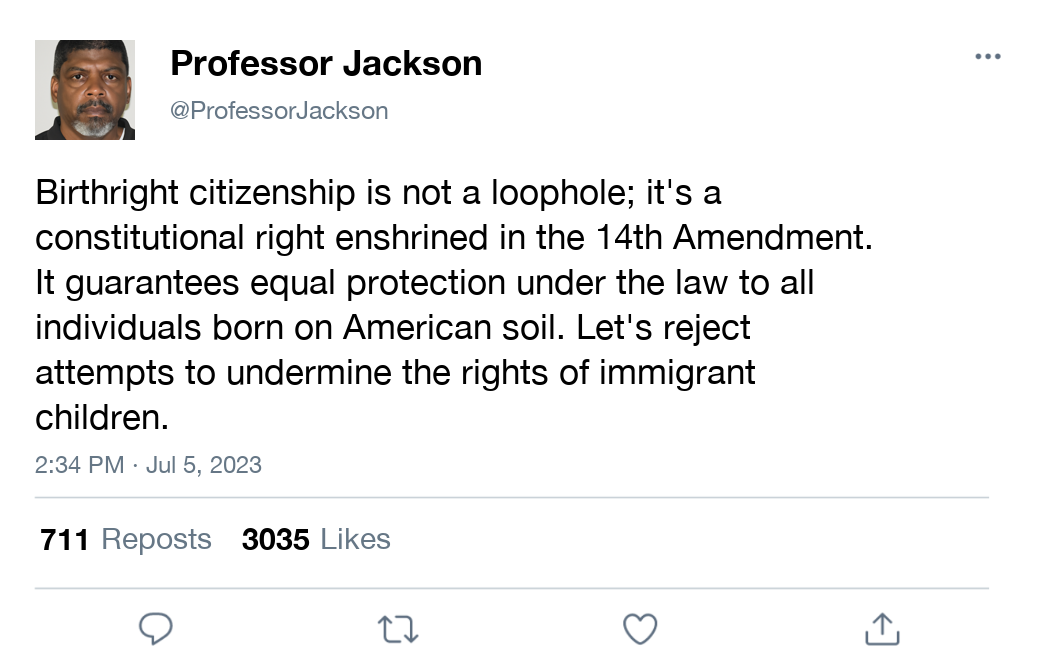 Professor Jackson
@ProfessorJackson
Birthright citizenship is not a loophole; it's a
constitutional right enshrined in the 14th Amendment.
It guarantees equal protection under the law to all
individuals born on American soil. Let's reject
attempts to undermine the rights of immigrant
children.
2:34 PM · Jul 5, 2023
711 Reposts 3035 Likes